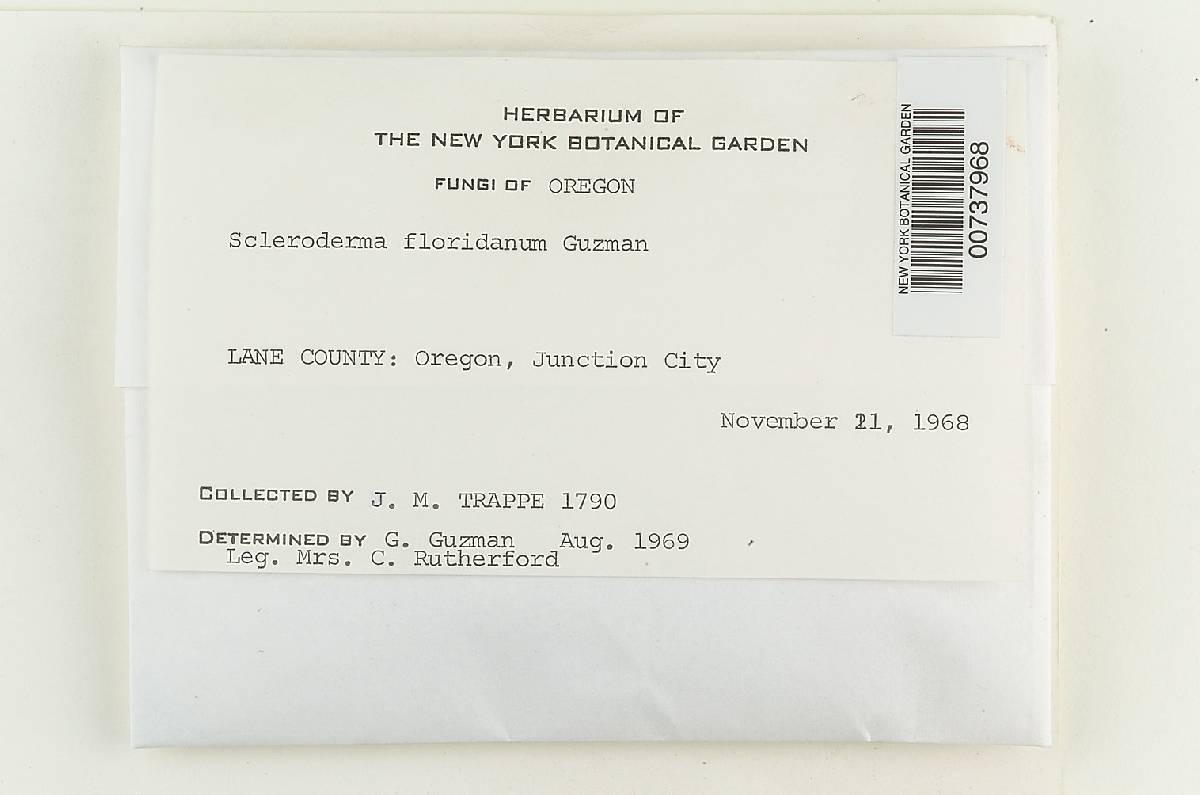 HERBARIUM OF
THE NEW YORK BOTANICAL GARDEN
FUNGI OF OREGON
Scleroderma floridanum Guzman
LANE COUNTY: Oregon, Junction City
November 21, 1968
COLLECTED BY J. M. TRAPPE 1790
DETERMINED BY G. Guzman Aug. 1969
Leg. Mrs. C. Rutherford
NEW YORK BOTANICAL GARDEN
00737968